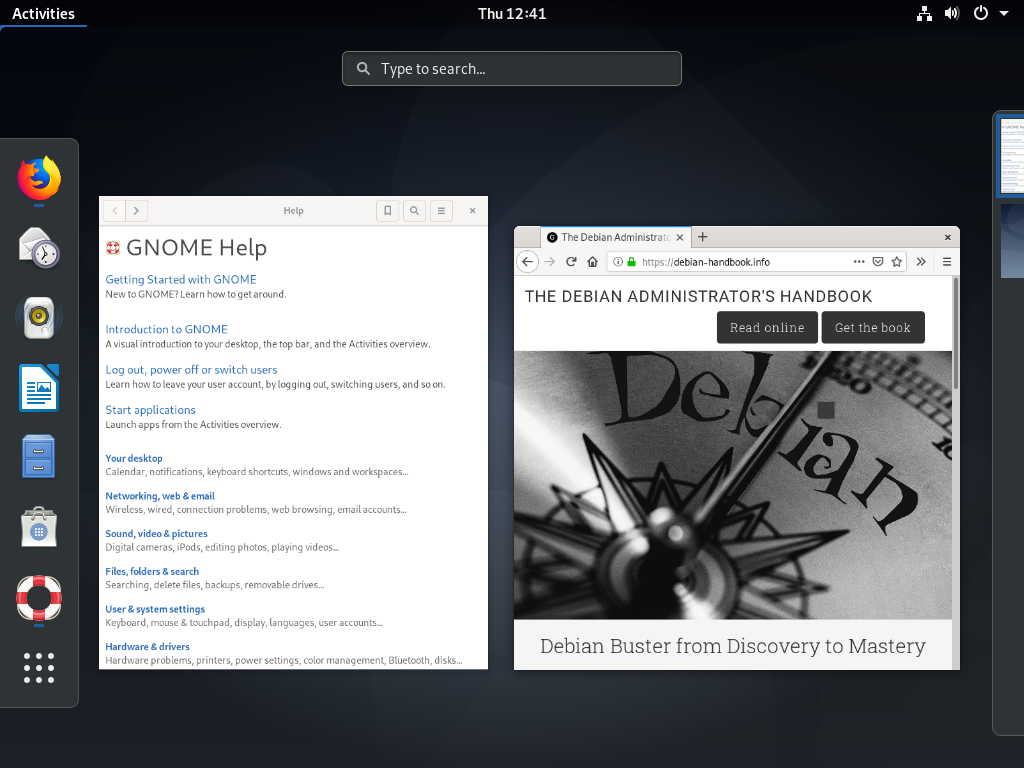 Activities
Thu 12:41
Type to search...
Help
GNOME Help
Getting Started with GNOME
New to GNOME? Learn how to get around.
Introduction to GNOME
A visual introduction to your desktop, the top bar, and the Activities overview.
Log out, power off or switch users
Learn how to leave your user account, by logging out, switching users, and so on.
Start applications
Launch apps from the Activities overview.
Your desktop
Calendar, notifications, keyboard shortcuts, windows and workspaces…
Networking, web & email
Wireless, wired, connection problems, web browsing, email accounts…
Sound, video & pictures
Digital cameras, iPods, editing photos, playing videos…
Files, folders & search
Searching, delete files, backups, removable drives…
User & system settings
Keyboard, mouse & touchpad, display, languages, user accounts…
Hardware & drivers
Hardware problems, printers, power settings, color management, Bluetooth, disks…
The Debian Administrato
https://debian-handbook.info
THE DEBIAN ADMINISTRATOR'S HANDBOOK
Read online
Get the book
Debian
Debian Buster from Discovery to Mastery